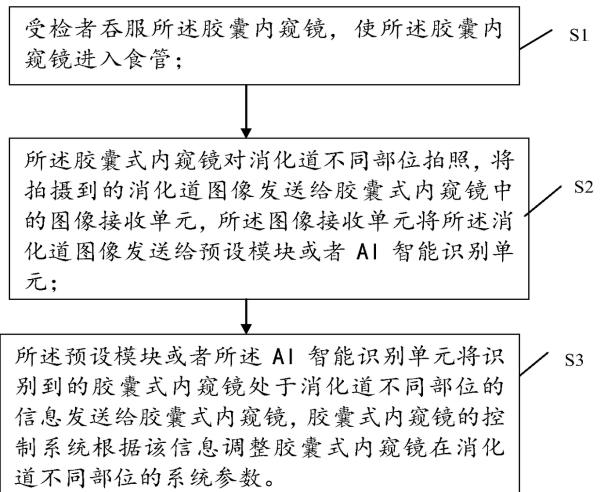 受检者吞服所述胶囊内窥镜，使所述胶囊内
窥镜进入食管；
S1
所述胶囊式内窥镜对消化道不同部位拍照，将
拍摄到的消化道图像发送给胶囊式内窥镜中
的图像接收单元，所述图像接收单元将所述消
化道图像发送给预设模块或者 AI 智能识别单
元；
S2
所述预设模块或者所述 AI 智能识别单元将识
别到的胶囊式内窥镜处于消化道不同部位的
信息发送给胶囊式内窥镜，胶囊式内窥镜的控
制系统根据该信息调整胶囊式内窥镜在消化
道不同部位的系统参数。
S3